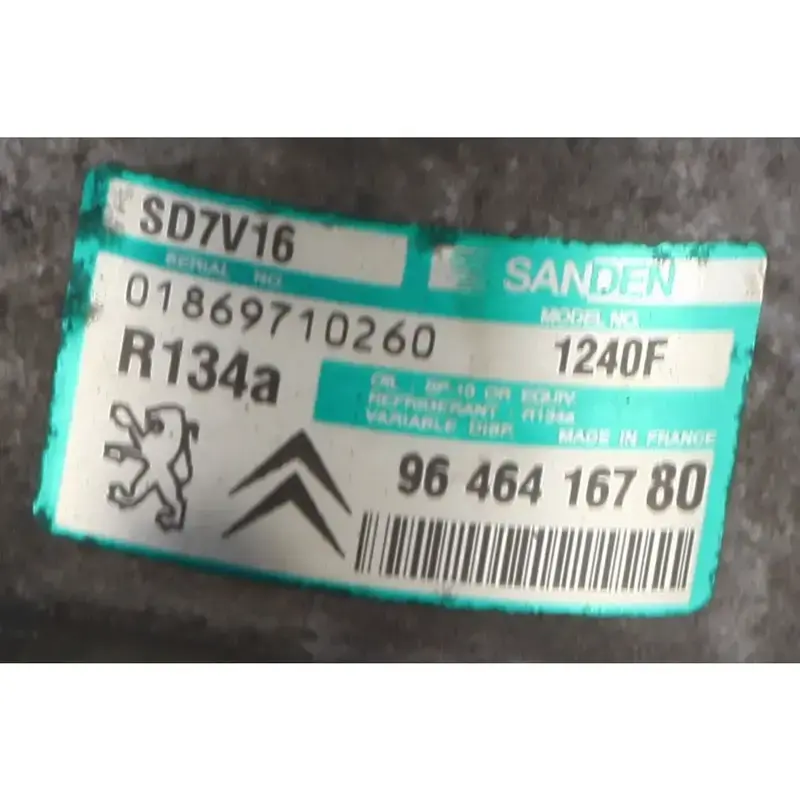 SD7V16
SANDEN
SERIAL NO.
01869710260
MODEL NO.
1240F
R134a
OIL : SP-10 OR EQUIV.
REFRIGERANT : R134a
VARIABLE DISP.
MADE IN FRANCE
96 464 167 80